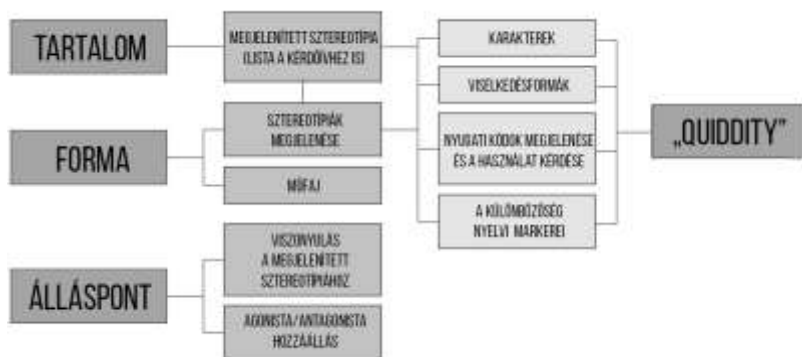 TARTALOM
MEGJELENÍTETT SZTEREOTÍPIA
(LISTA A KÉRDŐÍVHEZ IS)
KARAKTEREK
VISELKEDÉSFORMÁK
FORMA
SZTEREOTÍPIÁK
MEGJELENÉSE
NYUGATI KÓDOK MEGJELENÉSE
ÉS A HASZNÁLAT KÉRDÉSE
„QUIDDITY”
MŰFAJ
A KÜLÖNBÖZŐSÉG
NYELVI MARKEREI
ÁLLÁSPONT
VISZONYULÁS
A MEGJELENÍTETT
SZTEREOTÍPIÁHOZ
AGONISTA/ANTAGONISTA
HOZZÁÁLLÁS